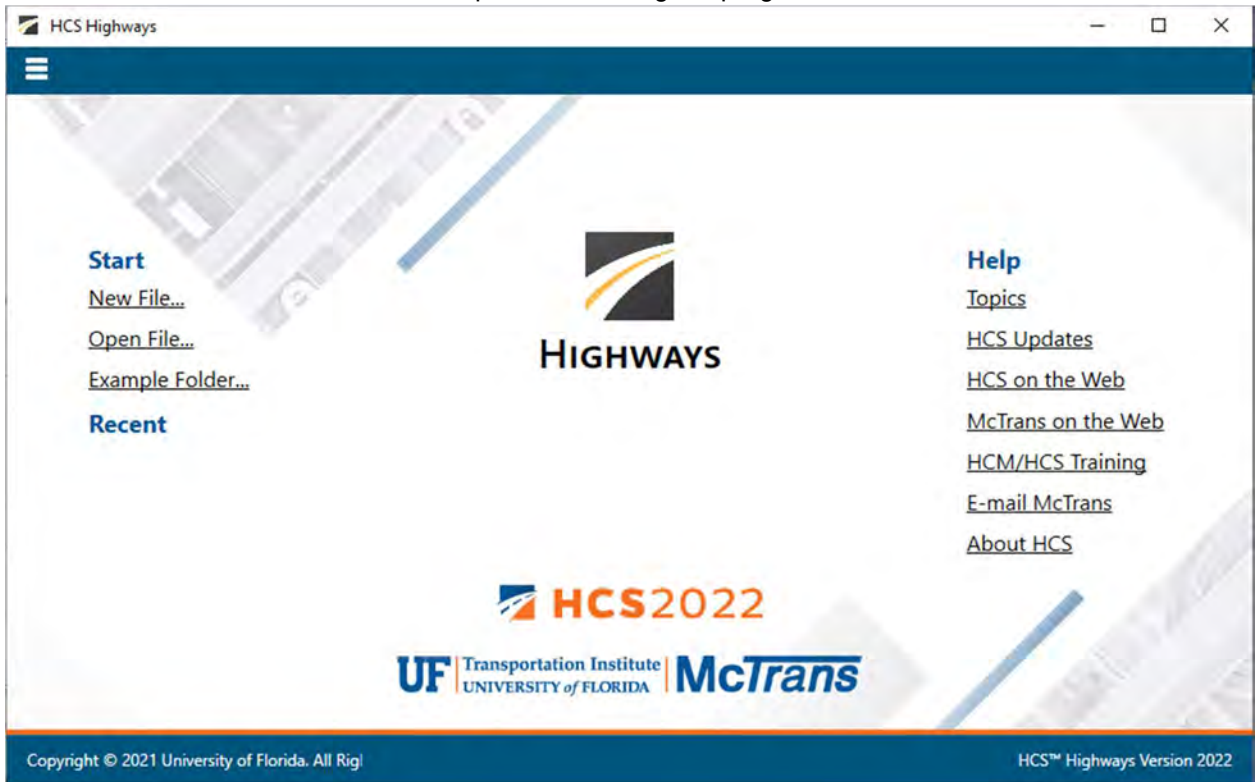 HCS Highways
Start
New File...
Open File...
Example Folder...
Recent
HIGHWAYS
Help
Topics
HCS Updates
HCS on the Web
McTrans on the Web
HCM/HCS Training
E-mail McTrans
About HCS
HCS2022
UF Transportation Institute
UNIVERSITY of FLORIDA
McTrans
Copyright © 2021 University of Florida. All Rig
HCS™ Highways Version 2022